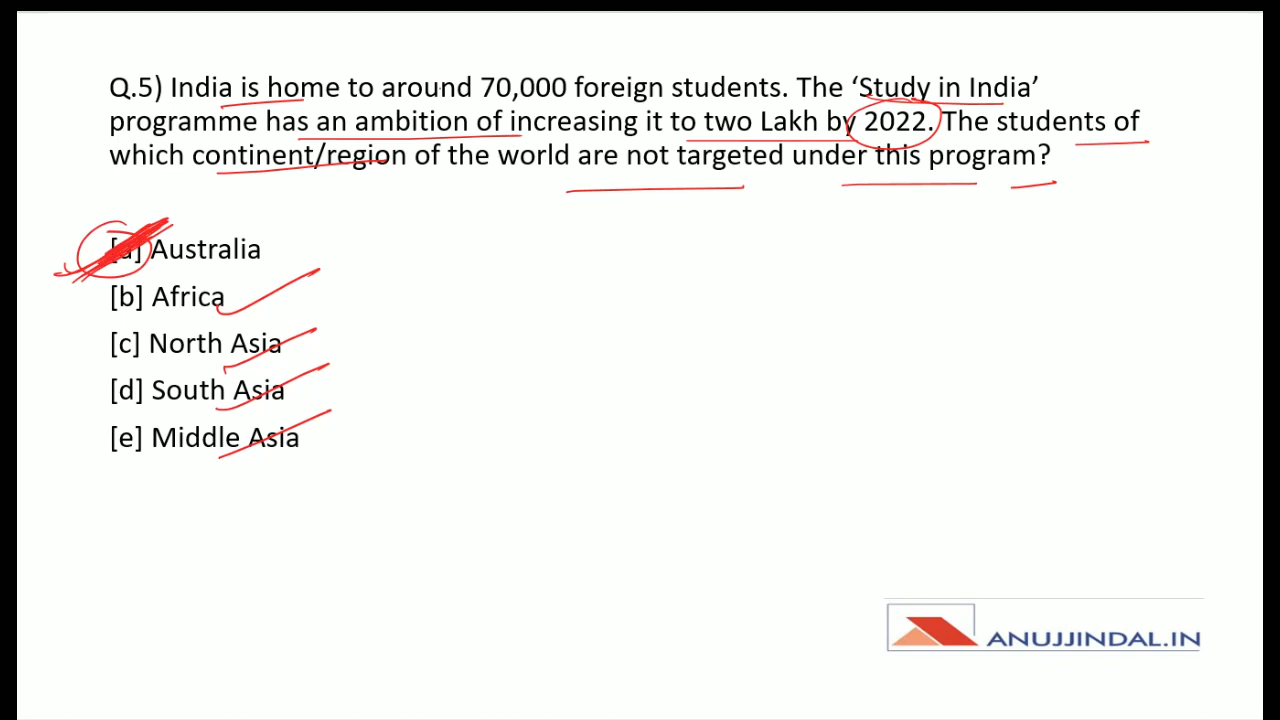 Q.5) India is home to around 70,000 foreign students. The ‘Study in India’
programme has an ambition of increasing it to two Lakh by 2022. The students of
which continent/region of the world are not targeted under this program?
[a] Australia
[b] Africa
[c] North Asia
[d] South Asia
[e] Middle Asia
ANUJJINDAL.IN